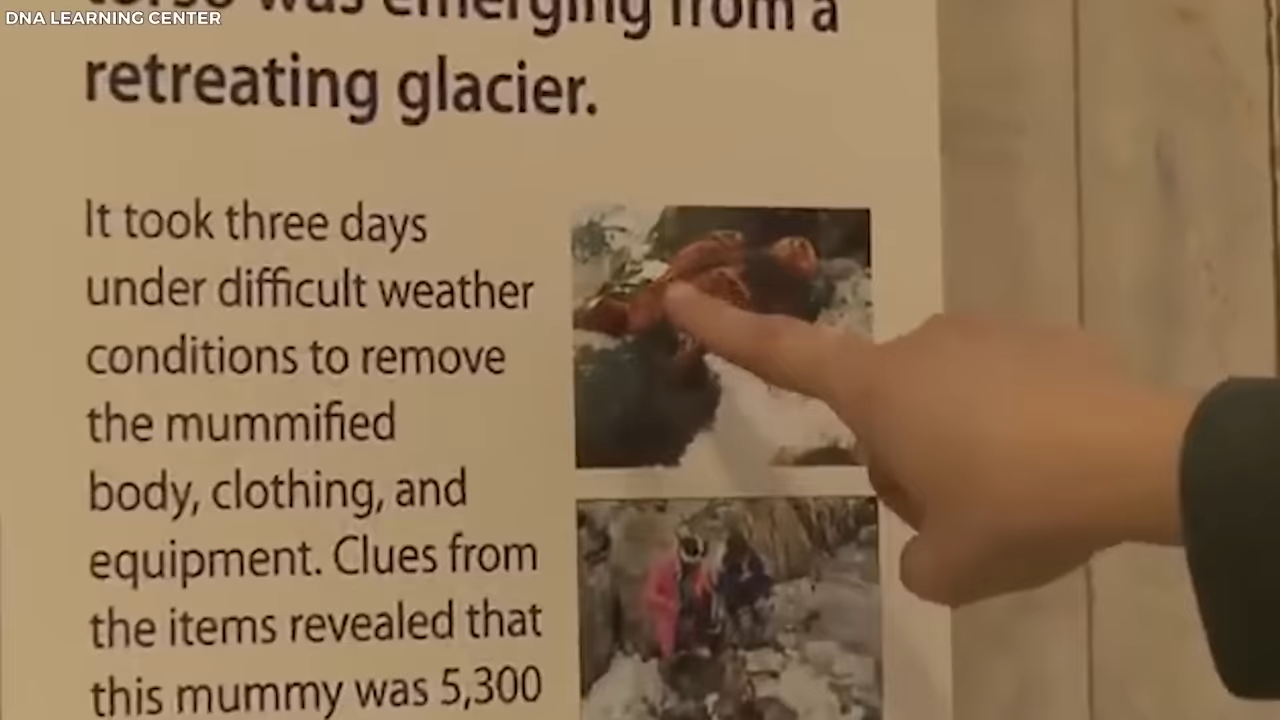 DNA LEARNING CENTER
torso was emerging from a
retreating glacier.
It took three days
under difficult weather
conditions to remove
the mummified
body, clothing, and
equipment. Clues from
the items revealed that
this mummy was 5,300